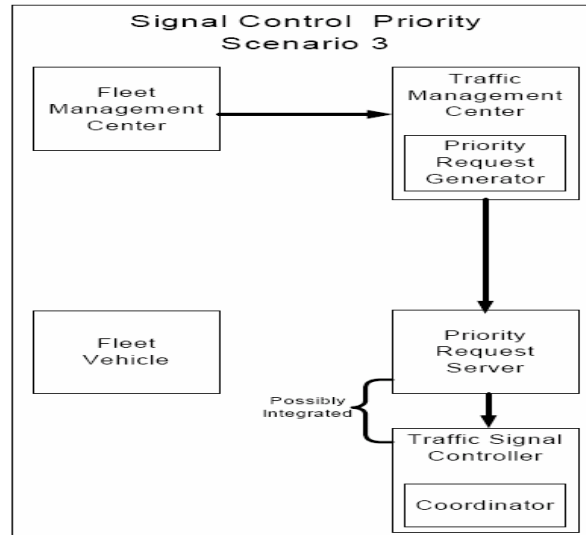 Signal Control Priority
Scenario 3
Fleet
Management
Center
Traffic
Management
Center
Priority
Request
Generator
Fleet
Vehicle
Priority
Request
Server
Possibly
Integrated
Traffic Signal
Controller
Coordinator